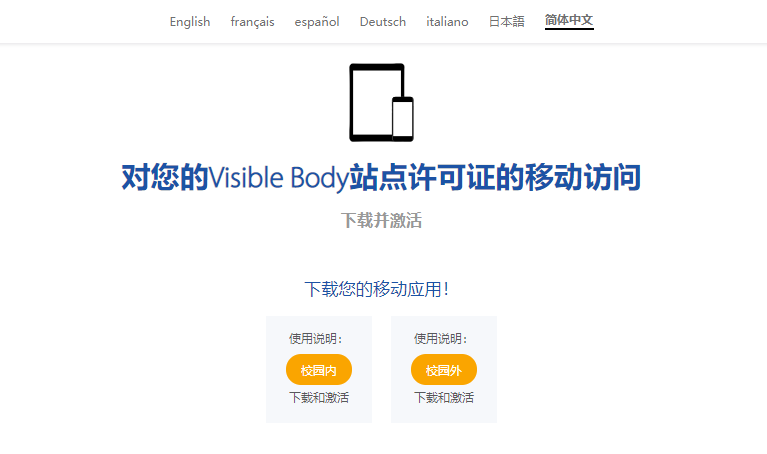 English français español Deutsch italiano 日本語 简体中文
对您的Visible Body站点许可证的移动访问
下载并激活
下载您的移动应用！
使用说明：
校园内
下载和激活
使用说明：
校园外
下载和激活